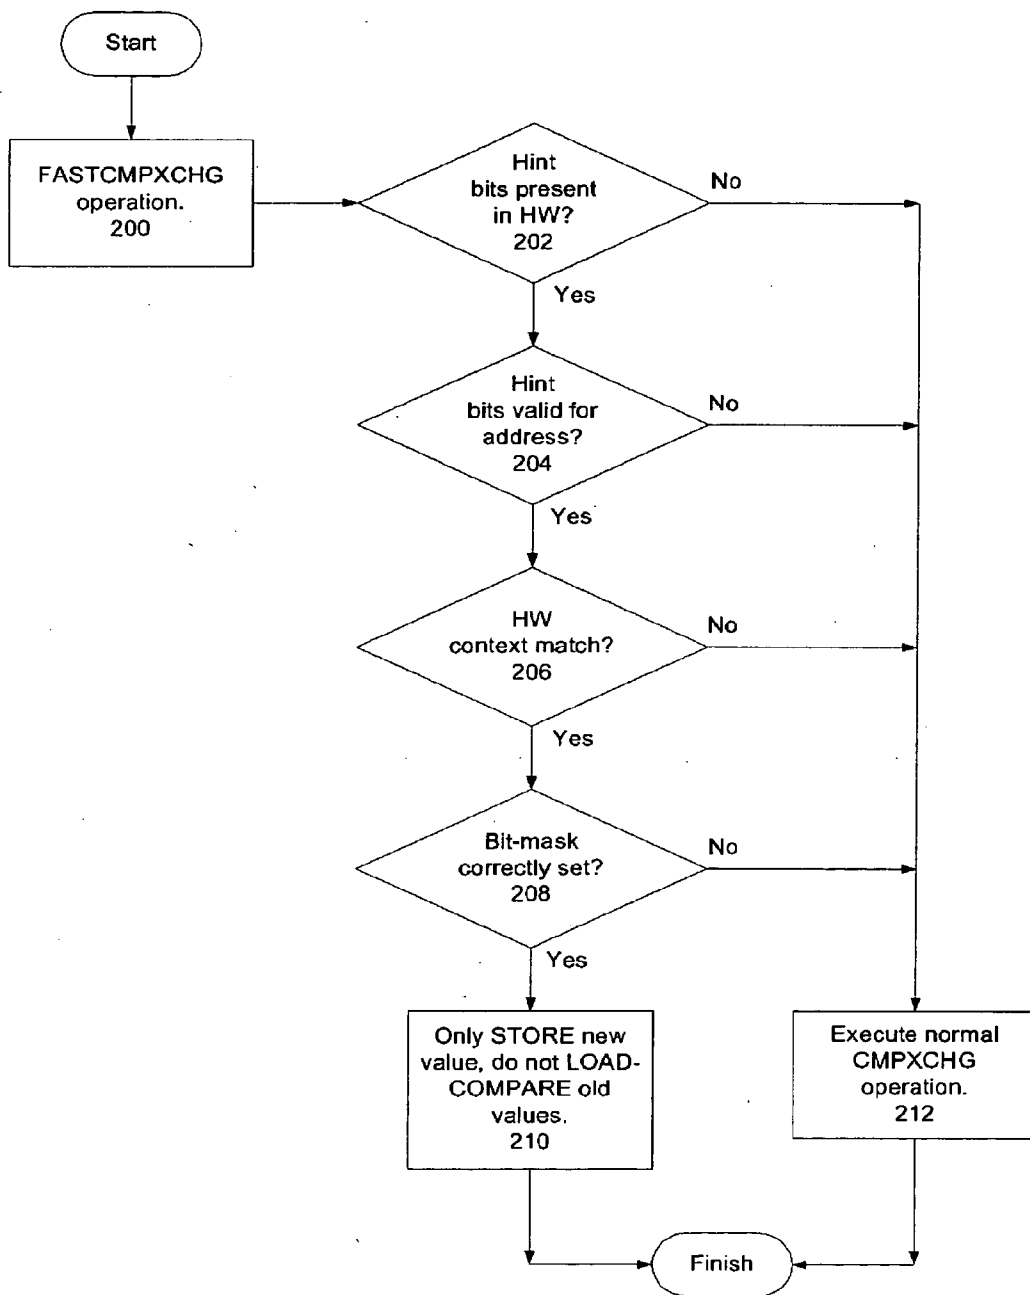 Start
FASTCMPXCHG
operation.
200
Hint
bits present
in HW?
202
No
Yes
Hint
bits valid for
address?
204
No
Yes
HW
context match?
206
No
Yes
Bit-mask
correctly set?
208
No
Yes
Only STORE new
value, do not LOAD-
COMPARE old
values.
210
Execute normal
CMPXCHG
operation.
212
Finish